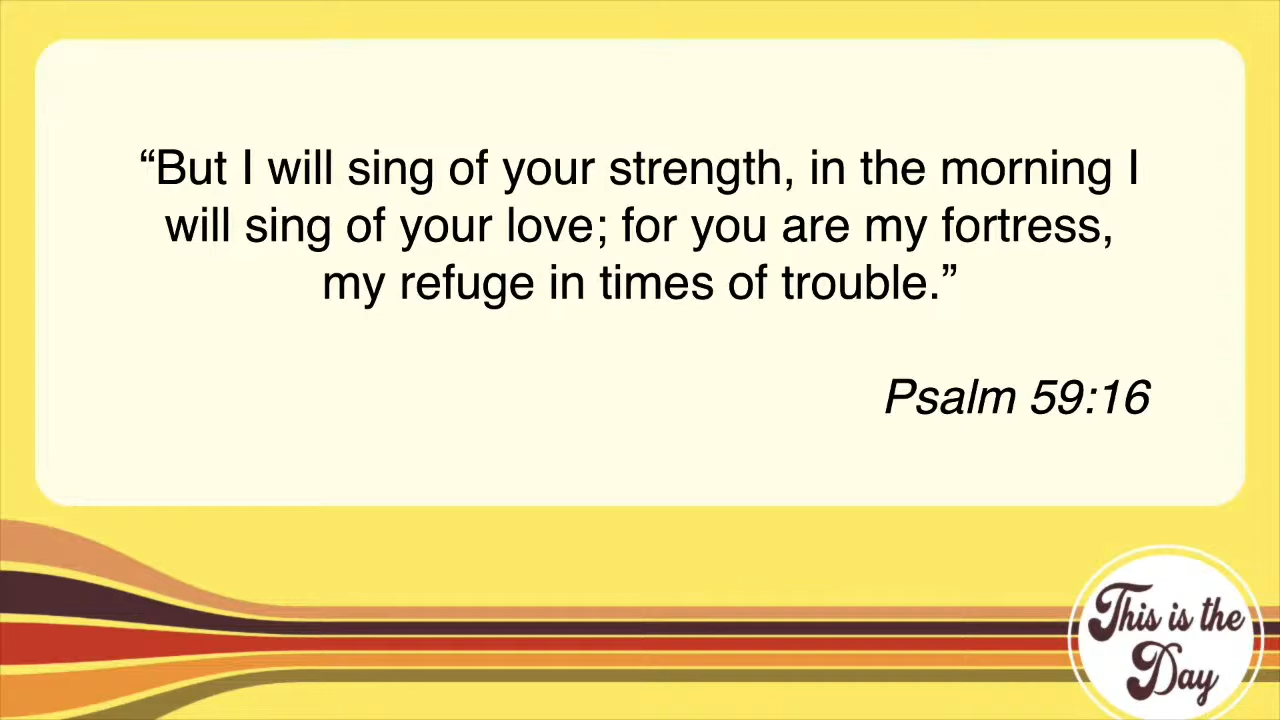 “But I will sing of your strength, in the morning I
will sing of your love; for you are my fortress,
my refuge in times of trouble.”
Psalm 59:16
This is the
Day